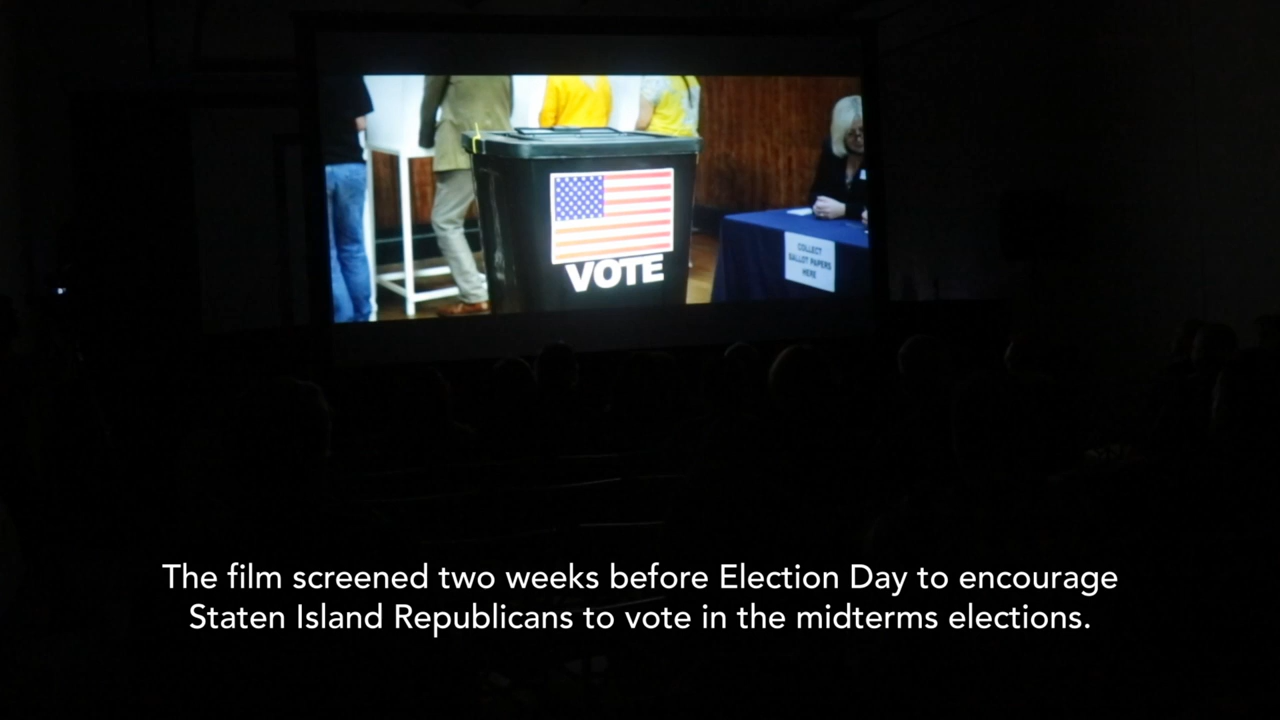 VOTE
COLLECT
BALLOT PAPERS
HERE
The film screened two weeks before Election Day to encourage
Staten Island Republicans to vote in the midterms elections.